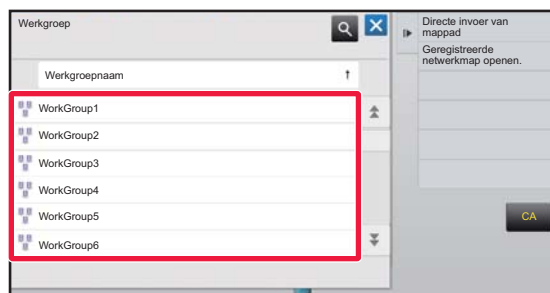 Werkgroep
Werkgroepnaam
WorkGroup1
WorkGroup2
WorkGroup3
WorkGroup4
WorkGroup5
WorkGroup6
Directe invoer van
mappad
Geregistreerde
netwerkmap openen.
CA